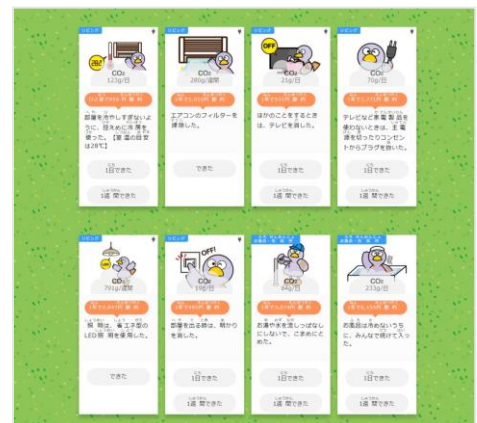 リビング
28℃
CO₂
123g/日
部屋を冷やしすぎないよ
うに、控えめに冷房を
使った。【室温の目安
は28℃】
1日できた
1週間できた
リビング
CO₂
280g/週間
エアコンのフィルターを
掃除した。
できた
リビング
OFF
CO₂
21g/日
ほかのことをするとき
は、テレビを消した。
1日できた
1週間できた
リビング
CO₂
70g/日
テレビなど家電製品を
使わないときは、主電
源を切ったりコンセン
トからプラグを抜いた。
1日できた
1週間できた
リビング
CO₂
791g/週間
照明は、省エネ型の
LED照明を使用した。
できた
リビング
OFF!
CO₂
19g/日
部屋を出る時は、明かり
を消した。
1日できた
1週間できた
CO₂
お湯や水を流しっぱなし
にしないで、こまめにと
めた。
1日できた
1週間できた
CO₂
233g/日
お風呂は冷めないうち
に、みんなで続けて入っ
た。
1日できた
1週間できた